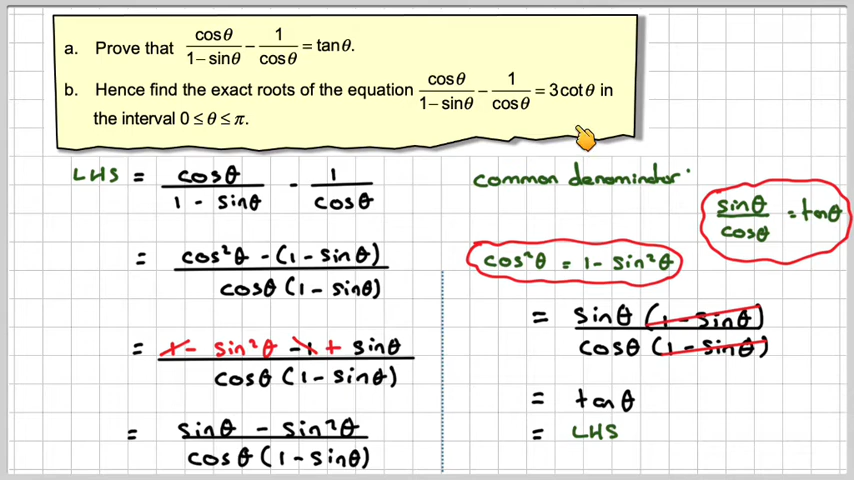 a. Prove that cosθ/(1−sinθ) − 1/cosθ = tanθ.
b. Hence find the exact roots of the equation cosθ/(1−sinθ) − 1/cosθ = 3cotθ in
the interval 0 ≤ θ ≤ π.
LHS = cosθ/(1 - sinθ) - 1/cosθ
= (cos²θ - (1 - sinθ))/(cosθ(1 - sinθ))
= (1 - sin²θ - 1 + sinθ)/(cosθ(1 - sinθ))
= (sinθ - sin²θ)/(cosθ(1 - sinθ))
common denominator:
sinθ/cosθ = tanθ
cos²θ = 1 - sin²θ
= sinθ(1 - sinθ)/(cosθ(1 - sinθ))
= tanθ
= LHS